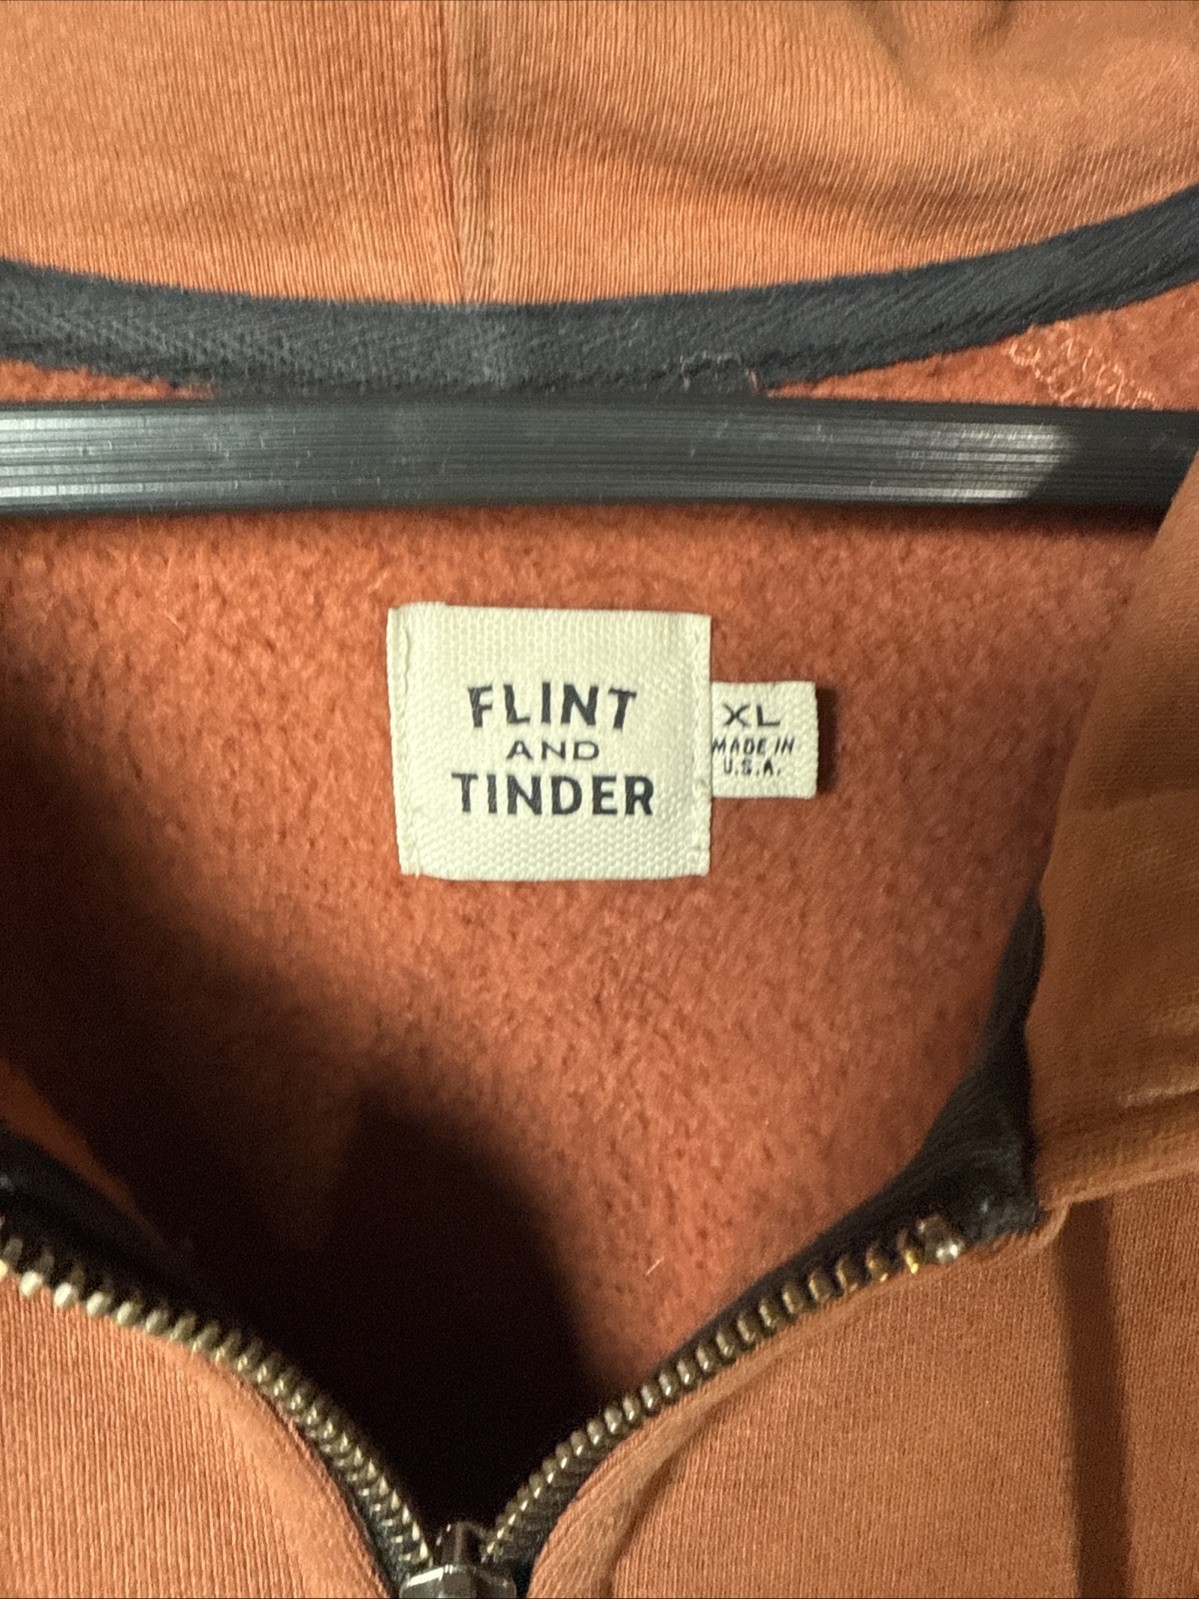 FLINT
AND
TINDER
XL
MADE IN
U.S.A.